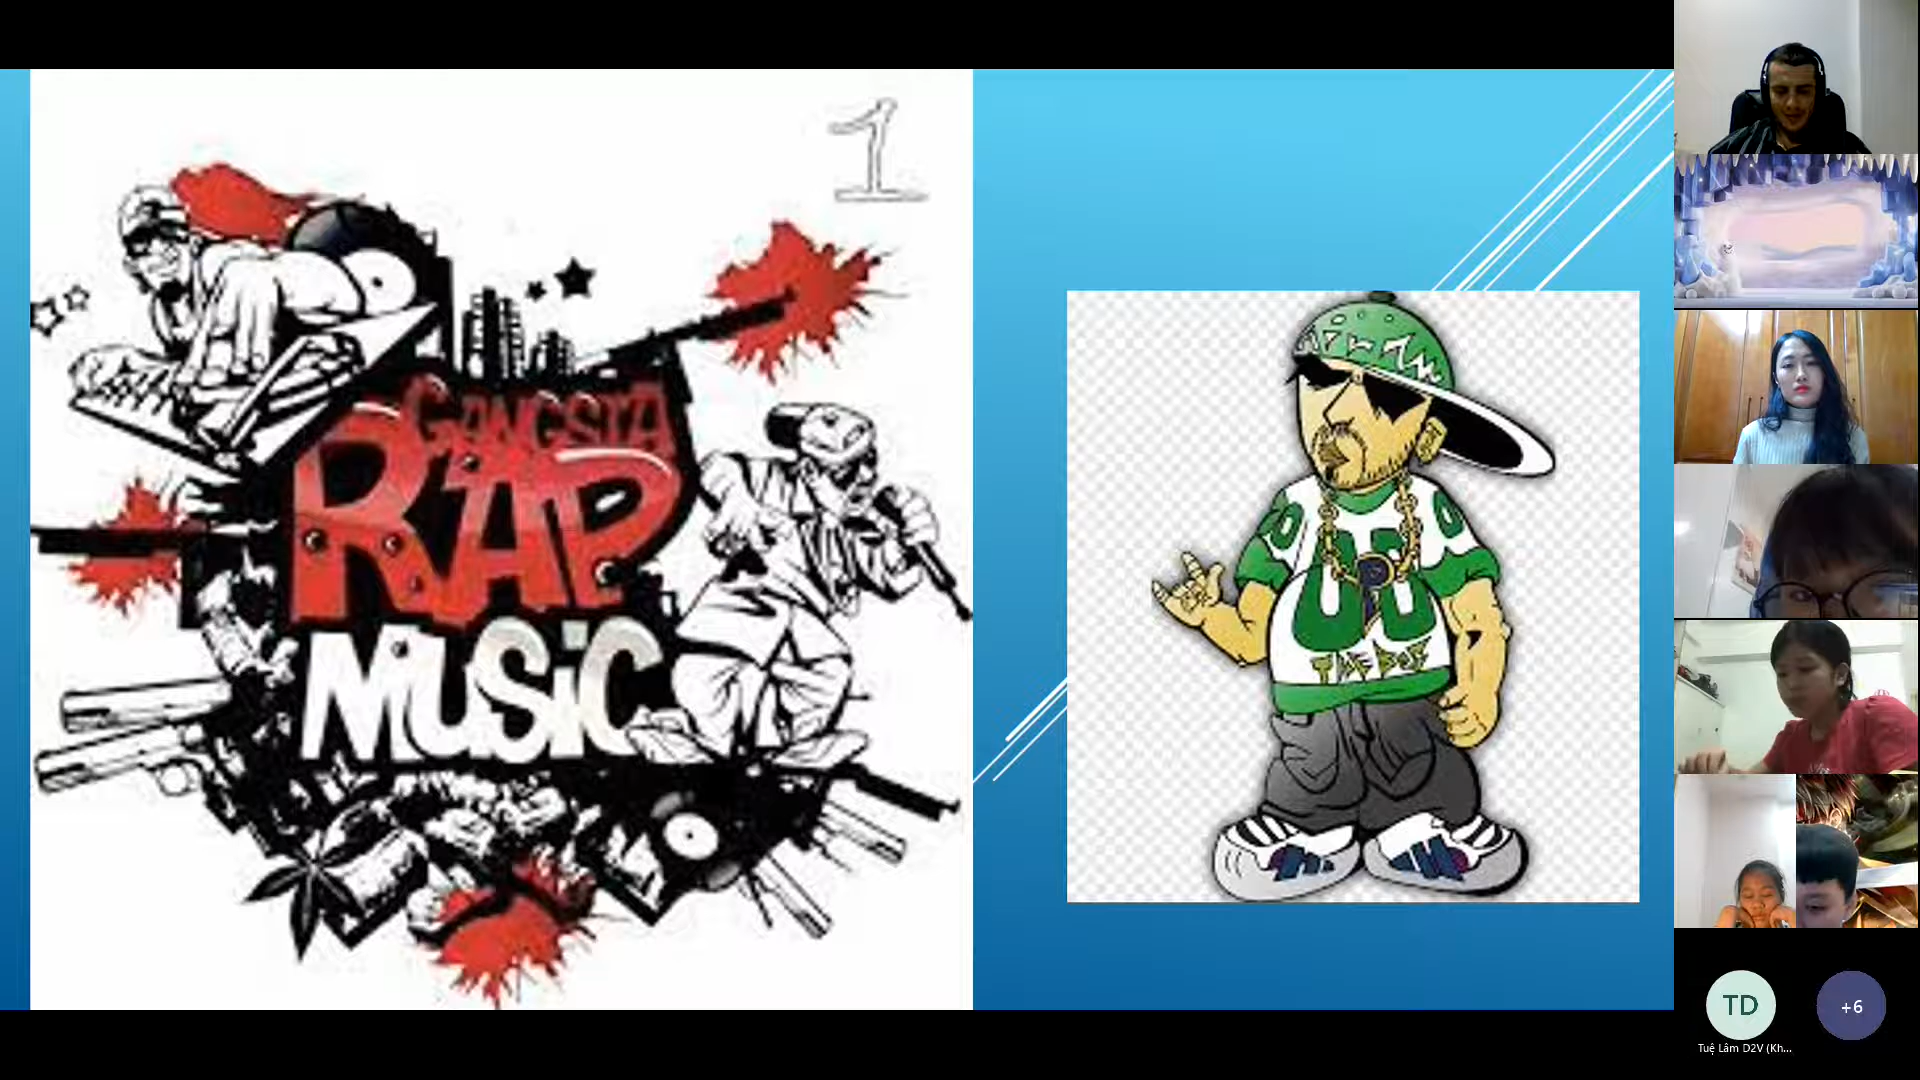 1
GANGSTA
RAP
MUSiC
TD
+6
Tuệ Lâm D2V (Kh...